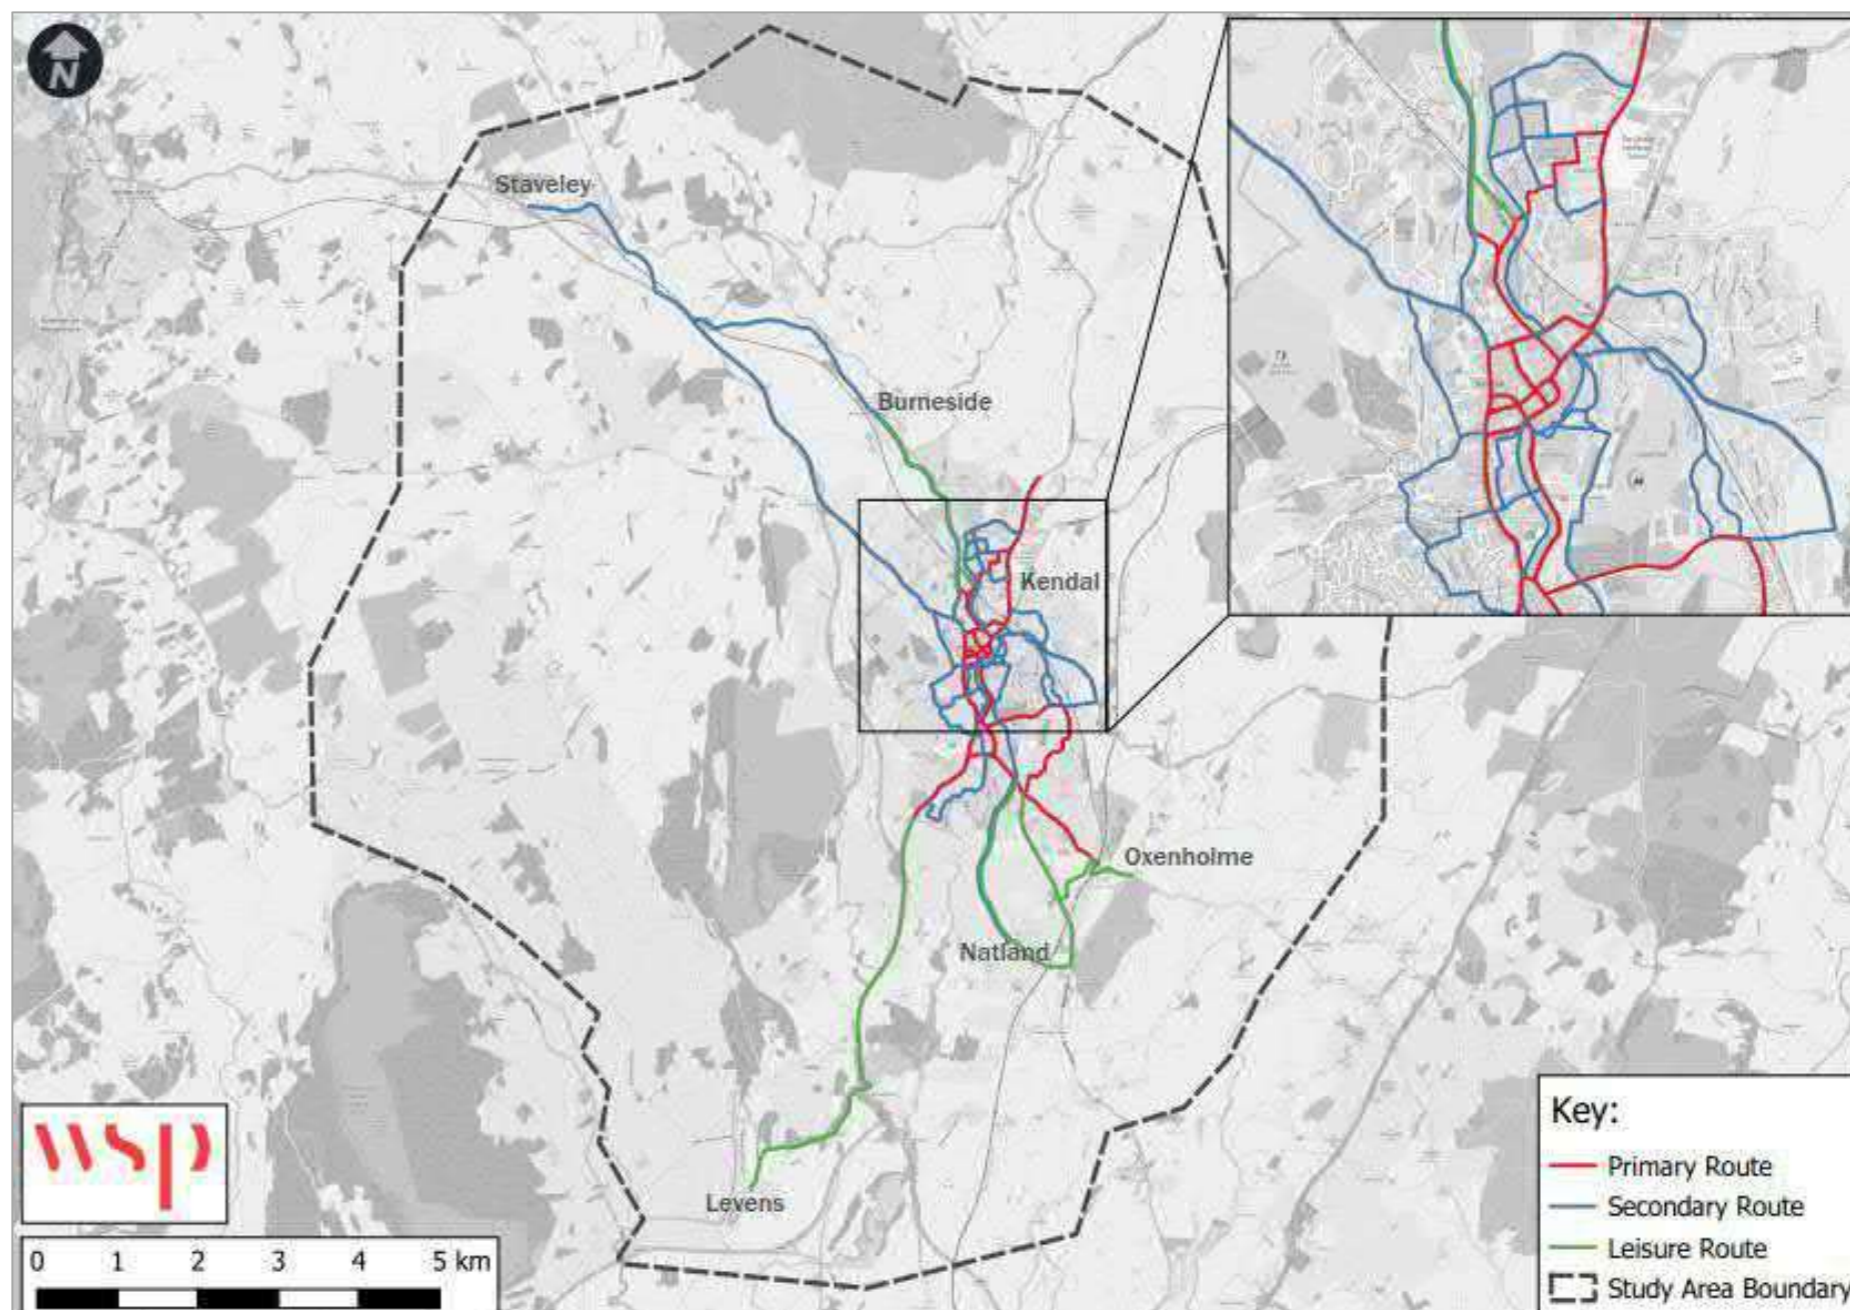 N
Staveley
Burneside
Kendal
Oxenholme
Natland
Levens
wsp
0 1 2 3 4 5 km
Key:
Primary Route
Secondary Route
Leisure Route
Study Area Boundary